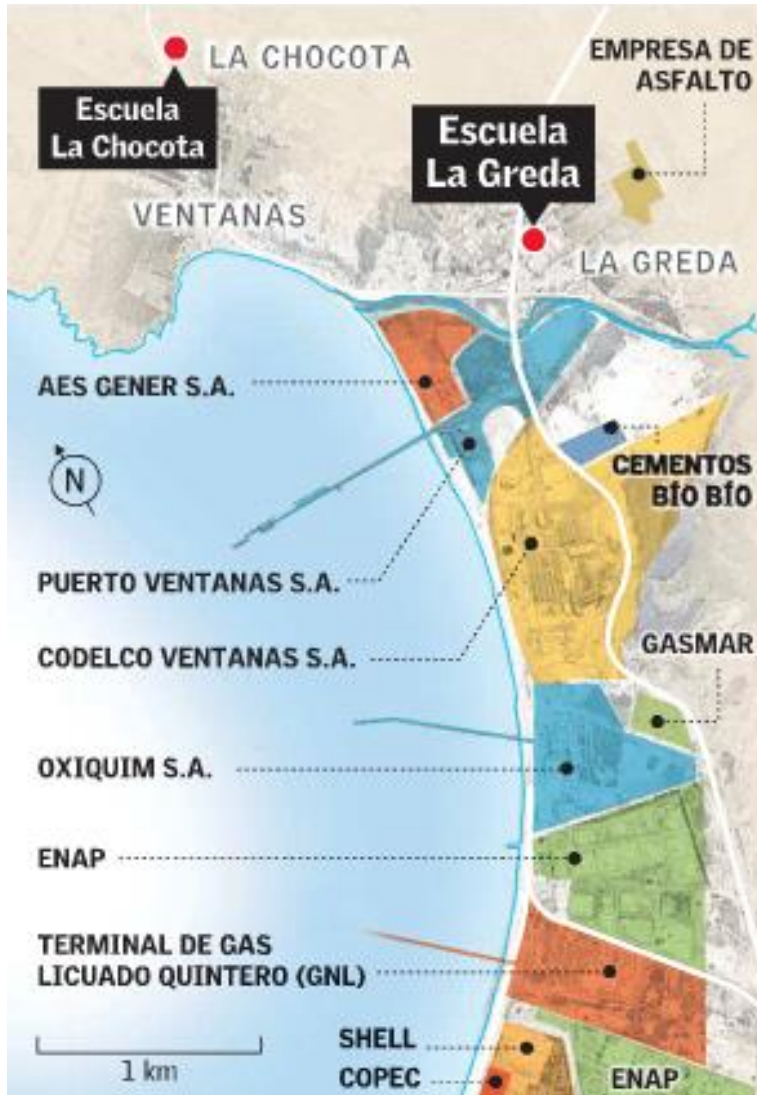 LA CHOCOTA
Escuela
La Chocota
EMPRESA DE
ASFALTO
Escuela
La Greda
VENTANAS
LA GREDA
AES GENER S.A.
N
CEMENTOS
BÍO BÍO
PUERTO VENTANAS S.A.
CODELCO VENTANAS S.A.
GASMAR
OXIQUIM S.A.
ENAP
TERMINAL DE GAS
LICUADO QUINTERO (GNL)
1 km
SHELL
COPEC
ENAP